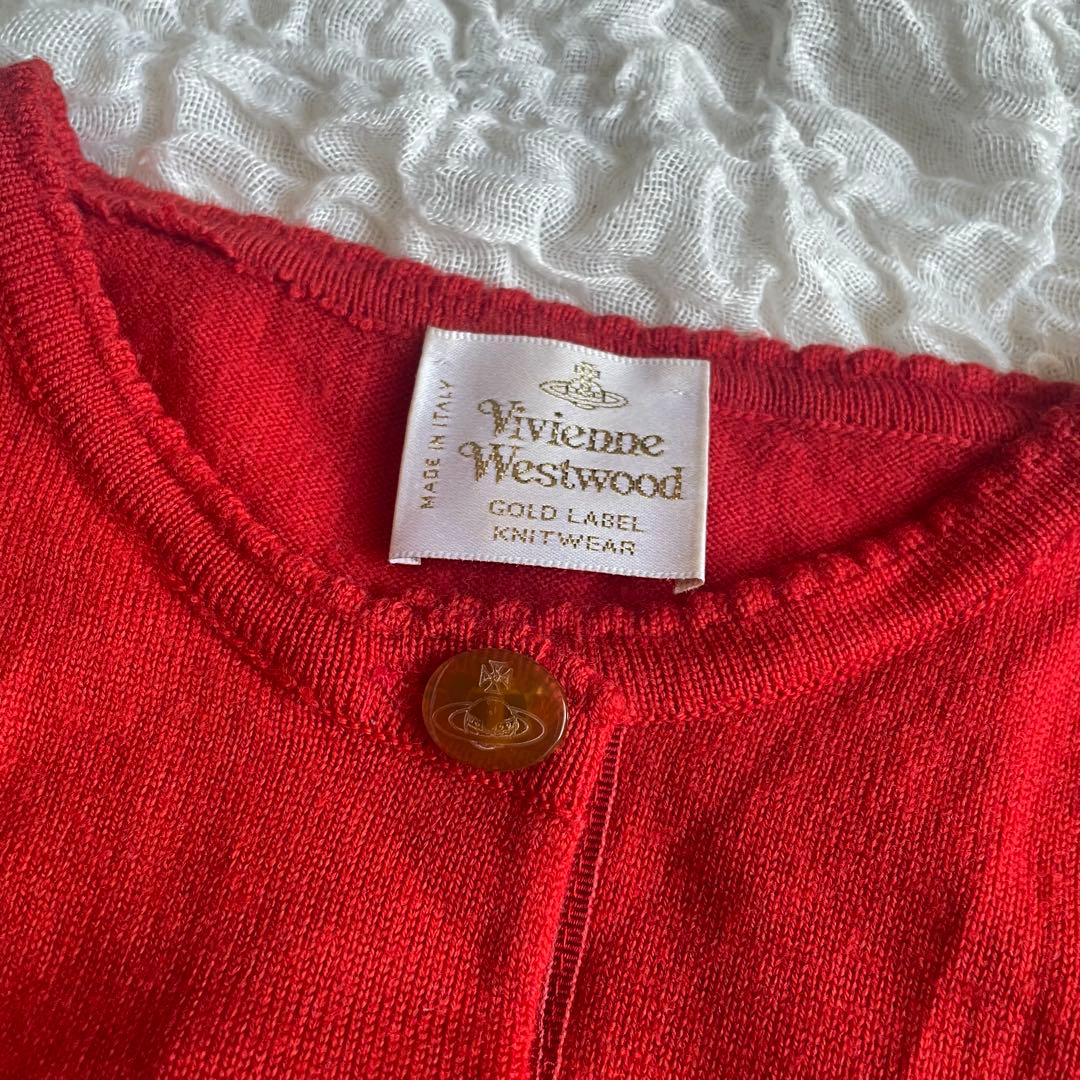 MADE IN ITALY
Vivienne
Westwood
GOLD LABEL
KNITWEAR